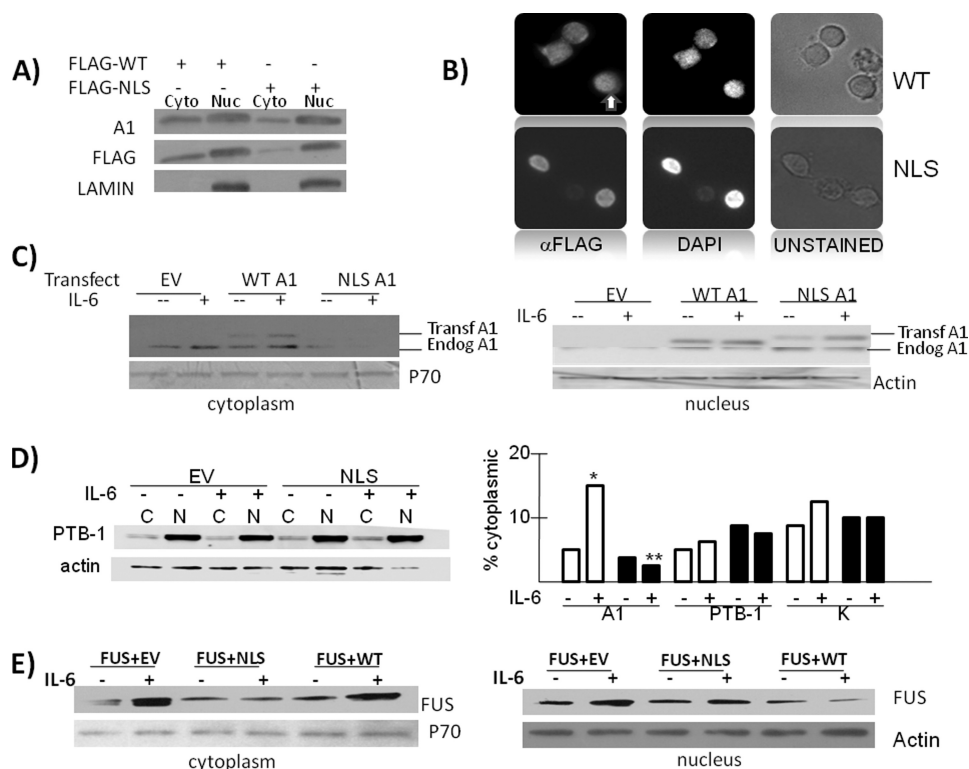 A)
FLAG-WT + + - -
FLAG-NLS - - + +
Cyto Nuc Cyto Nuc
A1
FLAG
LAMIN
B)
WT
NLS
αFLAG DAPI UNSTAINED
C)
Transfect EV WT A1 NLS A1
IL-6 -- + -- + -- +
Transf A1
Endog A1
P70
cytoplasm
EV WT A1 NLS A1
IL-6 -- + -- + -- +
Transf A1
Endog A1
Actin
nucleus
D)
EV NLS
IL-6 - - + + - - + +
C N C N C N C N
PTB-1
actin
% cytoplasmic
20
10
* **
IL-6 - + - + - + - + - + - +
A1 PTB-1 K
E)
FUS+EV FUS+NLS FUS+WT
IL-6 - + - + - +
FUS
P70
cytoplasm
FUS+EV FUS+NLS FUS+WT
IL-6 - + - + - +
FUS
Actin
nucleus